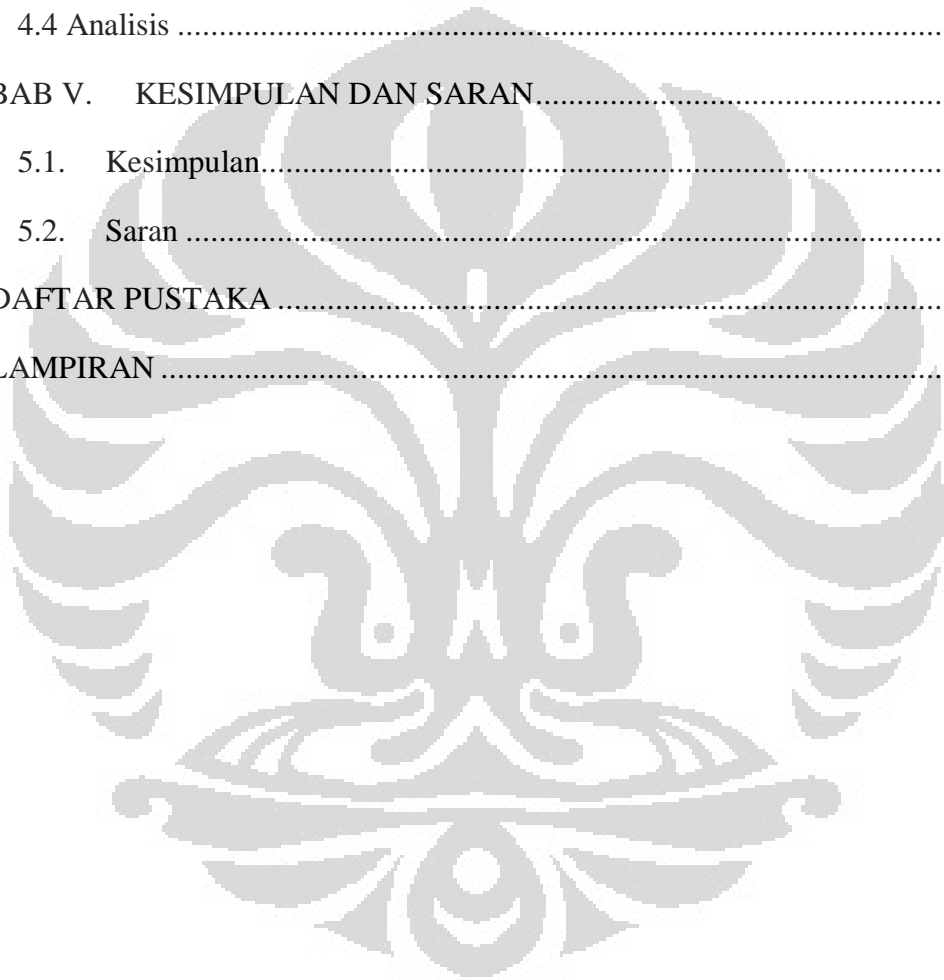 4.4 Analisis ............................................................................................
BAB V. KESIMPULAN DAN SARAN.................................................
5.1. Kesimpulan..................................................................................
5.2. Saran ...........................................................................................
DAFTAR PUSTAKA ................................................................................
LAMPIRAN ..............................................................................................